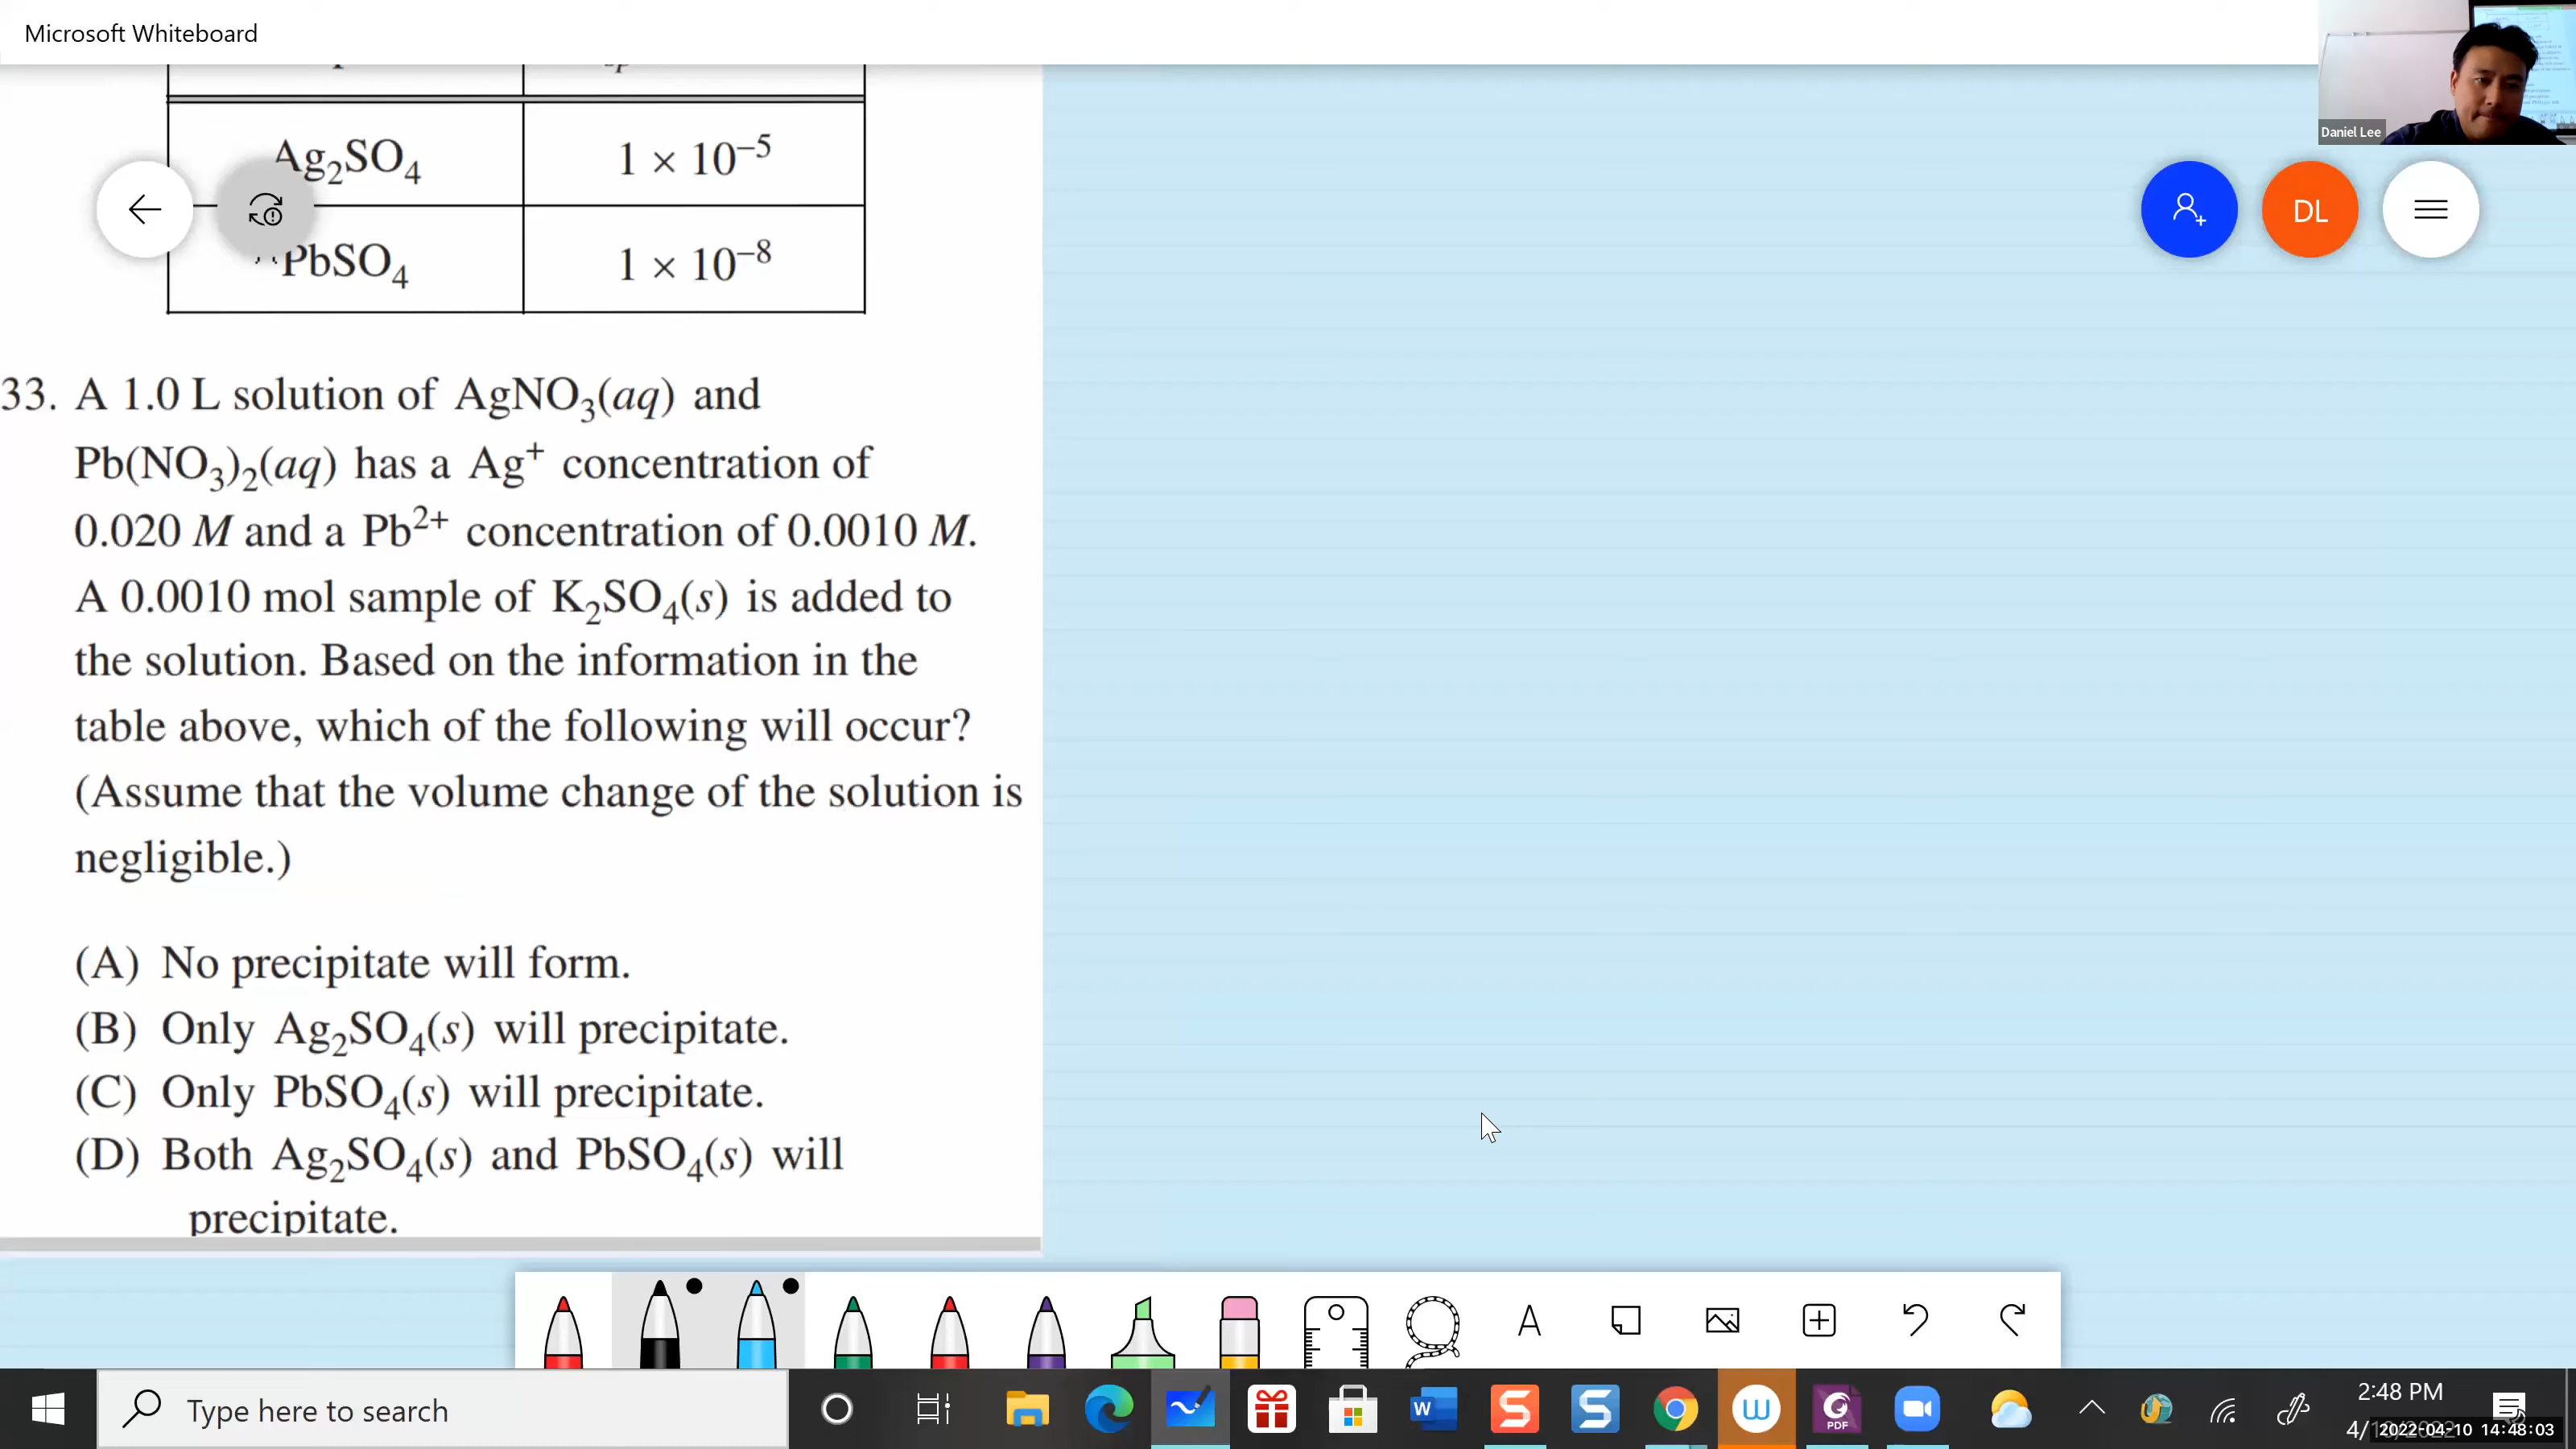 Microsoft Whiteboard
Daniel Lee
sp
Ag₂SO₄ 1 × 10⁻⁵
PbSO₄ 1 × 10⁻⁸
DL
33. A 1.0 L solution of AgNO₃(aq) and
Pb(NO₃)₂(aq) has a Ag⁺ concentration of
0.020 M and a Pb²⁺ concentration of 0.0010 M.
A 0.0010 mol sample of K₂SO₄(s) is added to
the solution. Based on the information in the
table above, which of the following will occur?
(Assume that the volume change of the solution is
negligible.)
(A) No precipitate will form.
(B) Only Ag₂SO₄(s) will precipitate.
(C) Only PbSO₄(s) will precipitate.
(D) Both Ag₂SO₄(s) and PbSO₄(s) will
precipitate.
A
Type here to search
W
S
S
PDF
2:48 PM
2022-04-10 14:48:03